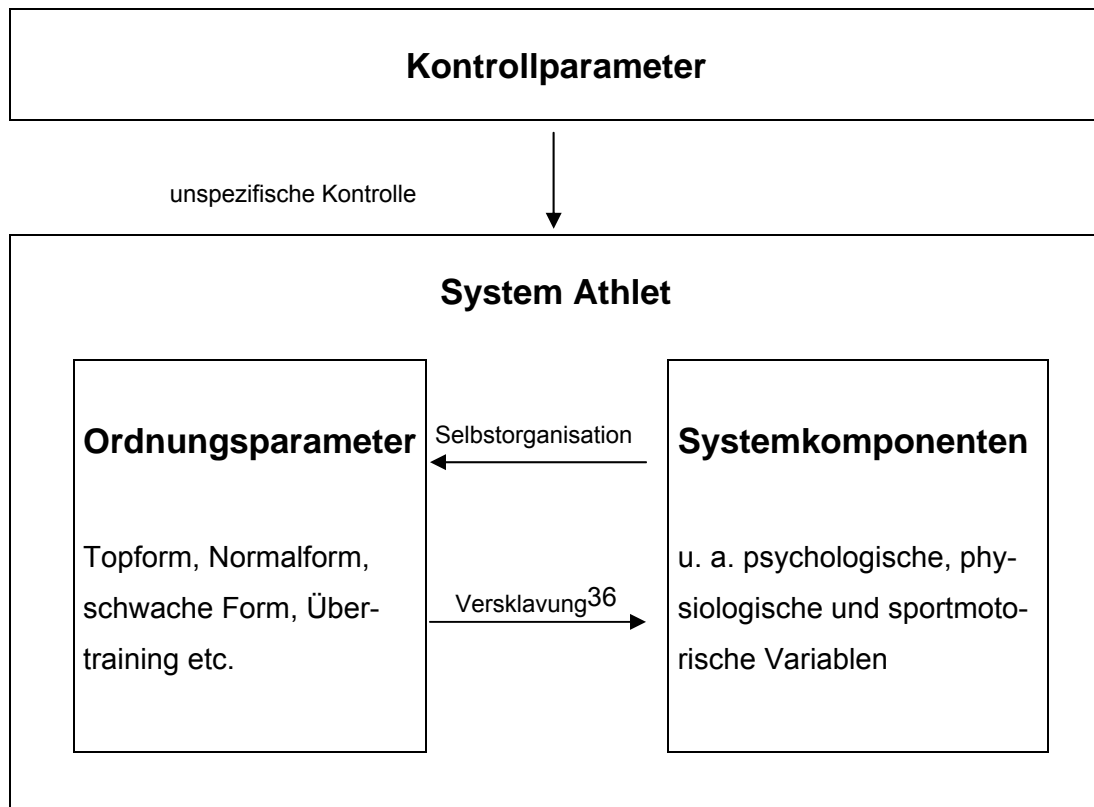 Kontrollparameter
unspezifische Kontrolle
System Athlet
Ordnungsparameter
Topform, Normalform,
schwache Form, Über-
training etc.
Selbstorganisation
Versklavung36
Systemkomponenten
u. a. psychologische, phy-
siologische und sportmoto-
rische Variablen